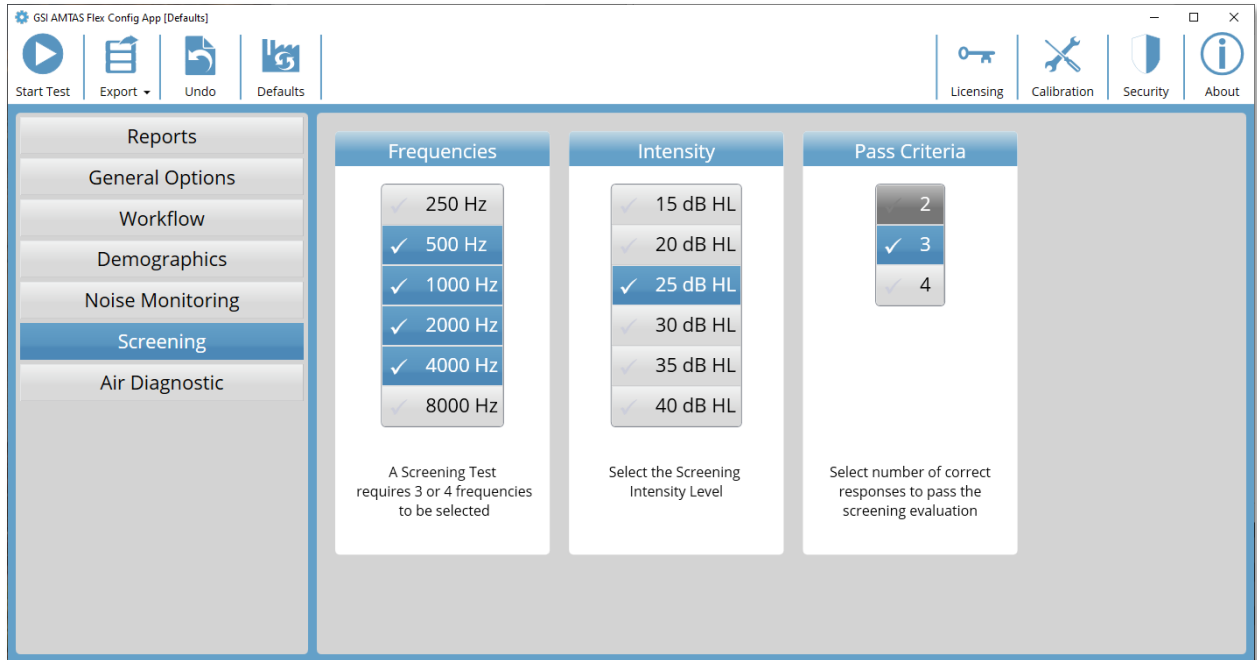 GSI AMTAS Flex Config App [Defaults]
Start Test
Export
Undo
Defaults
Licensing
Calibration
Security
About
Reports
General Options
Workflow
Demographics
Noise Monitoring
Screening
Air Diagnostic
Frequencies
250 Hz
500 Hz
1000 Hz
2000 Hz
4000 Hz
8000 Hz
A Screening Test
requires 3 or 4 frequencies
to be selected
Intensity
15 dB HL
20 dB HL
25 dB HL
30 dB HL
35 dB HL
40 dB HL
Select the Screening
Intensity Level
Pass Criteria
2
3
4
Select number of correct
responses to pass the
screening evaluation